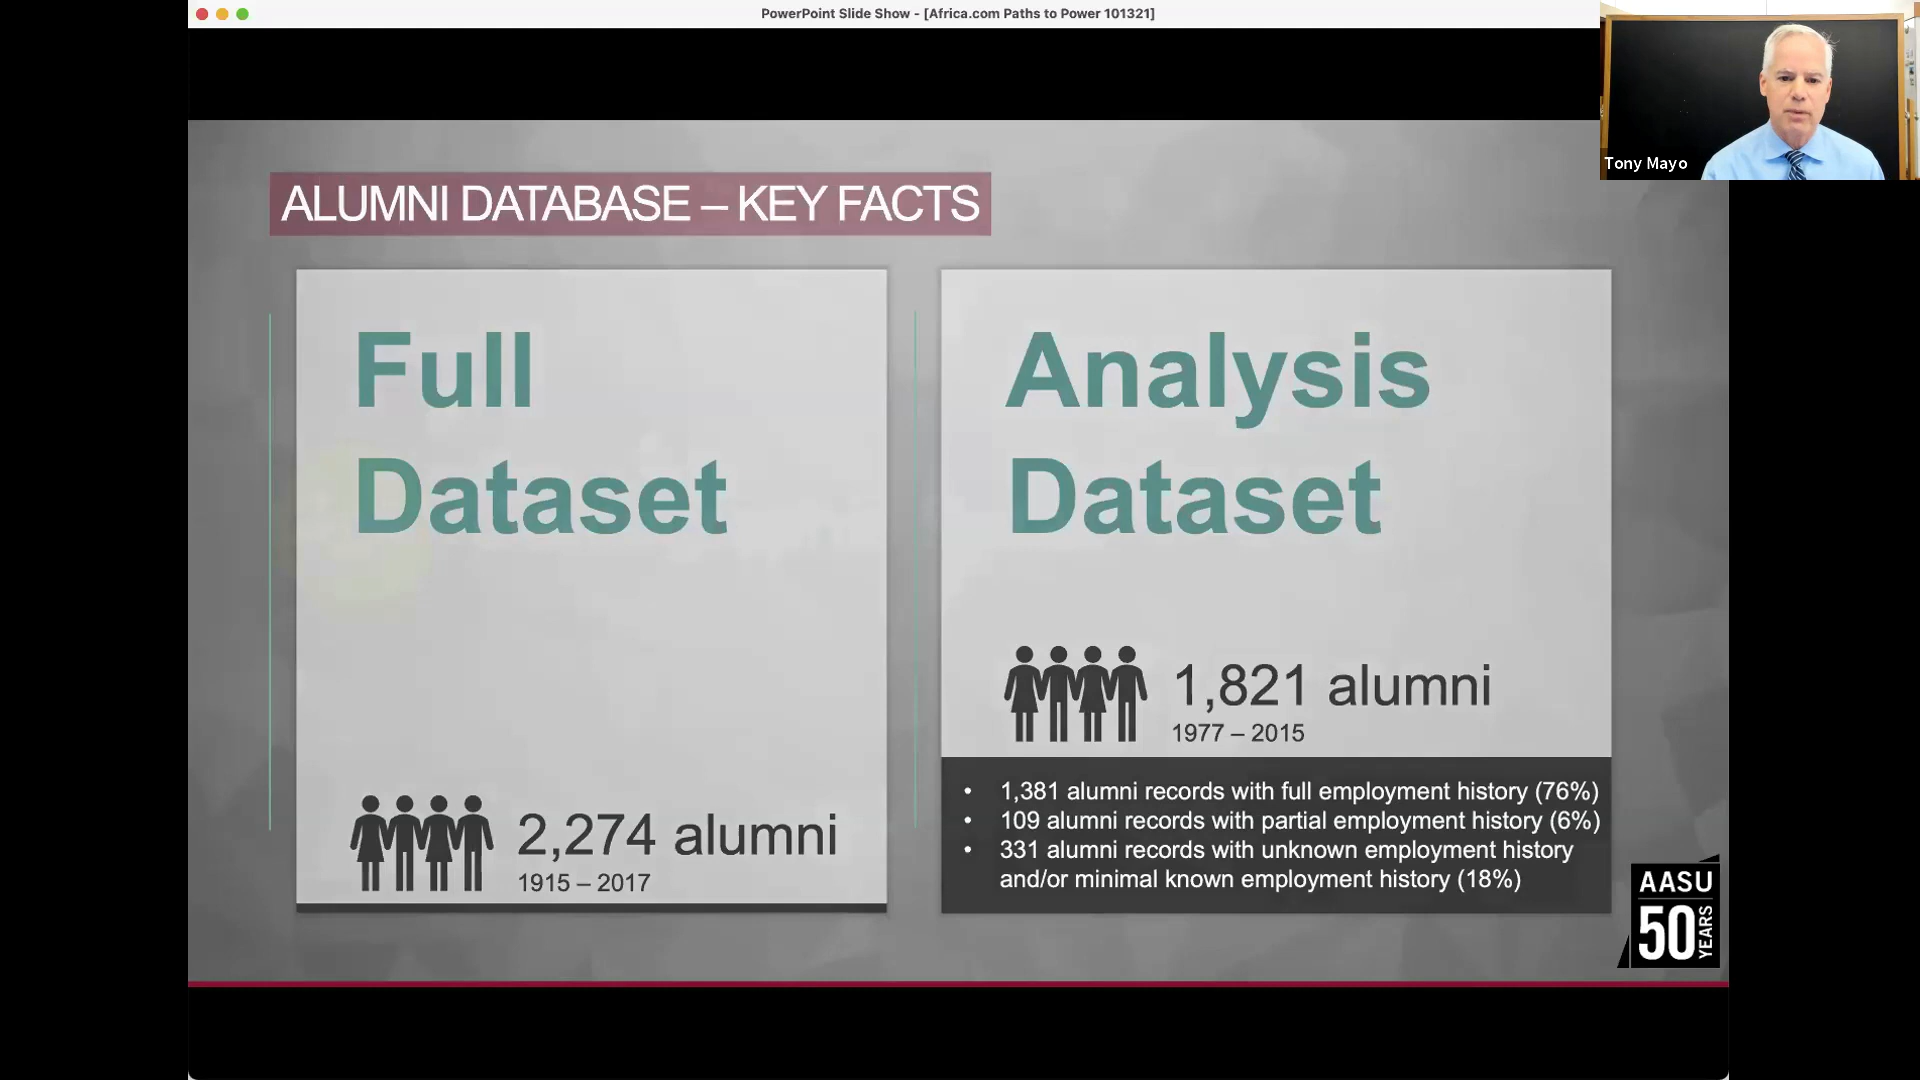 PowerPoint Slide Show - [Africa.com Paths to Power 101321]
Tony Mayo
ALUMNI DATABASE – KEY FACTS
Full
Dataset
2,274 alumni
1915 – 2017
Analysis
Dataset
1,821 alumni
1977 – 2015
• 1,381 alumni records with full employment history (76%)
• 109 alumni records with partial employment history (6%)
• 331 alumni records with unknown employment history
and/or minimal known employment history (18%)
AASU
50 YEARS